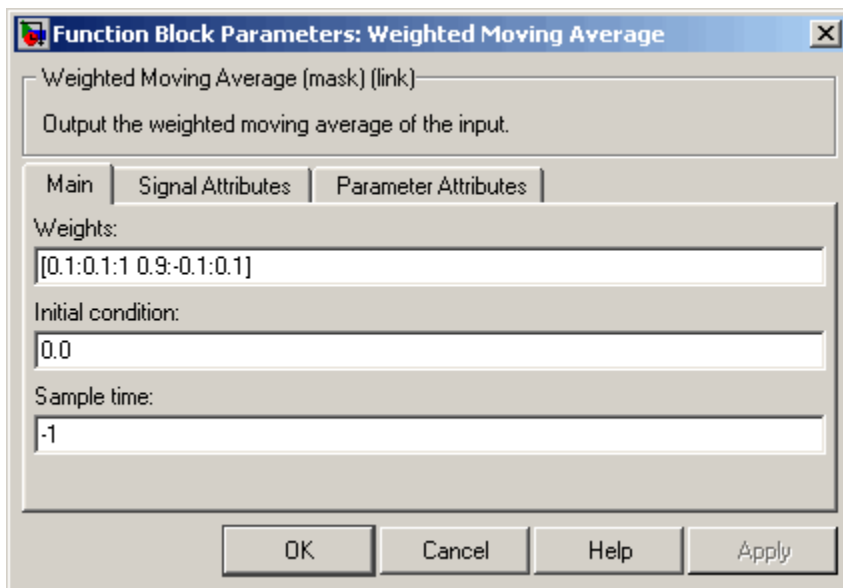 Function Block Parameters: Weighted Moving Average
Weighted Moving Average (mask) (link)
Output the weighted moving average of the input.
Main Signal Attributes Parameter Attributes
Weights:
[0.1:0.1:1 0.9:-0.1:0.1]
Initial condition:
0.0
Sample time:
-1
OK Cancel Help Apply